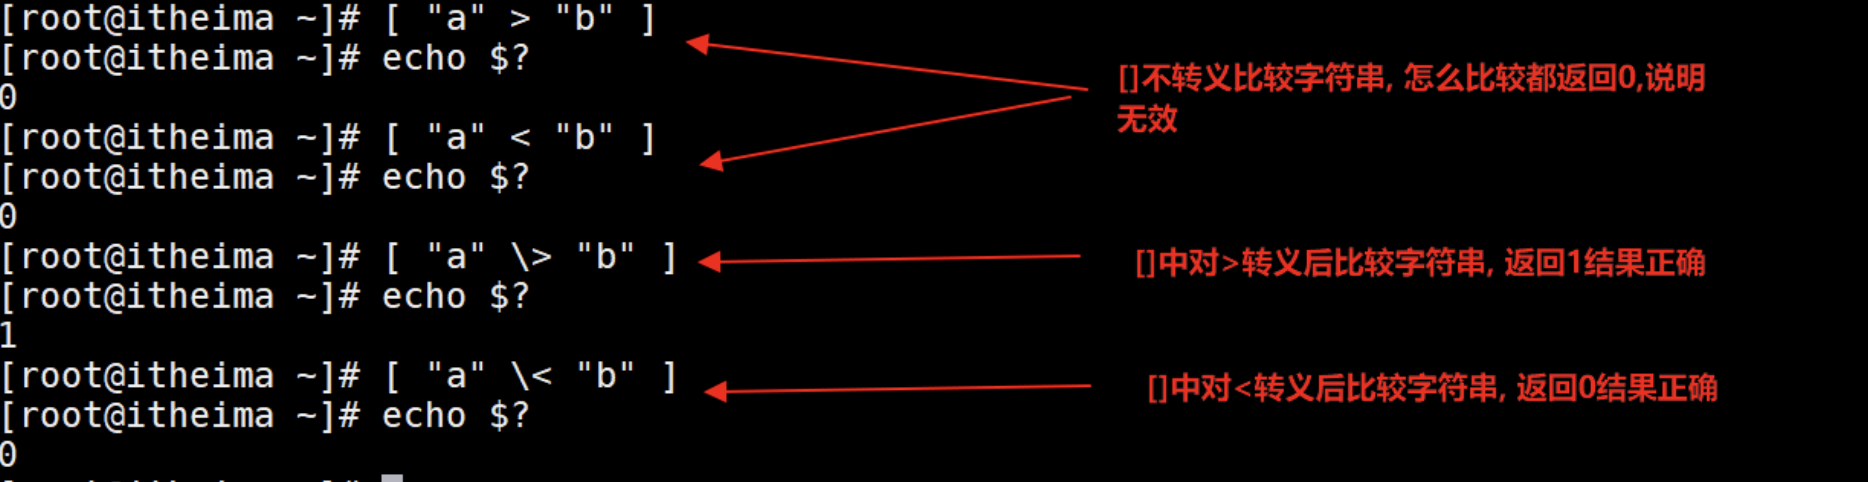 [root@itheima ~]# [ "a" > "b" ]
[root@itheima ~]# echo $?
0
[root@itheima ~]# [ "a" < "b" ]
[root@itheima ~]# echo $?
0
[root@itheima ~]# [ "a" \> "b" ]
[root@itheima ~]# echo $?
1
[root@itheima ~]# [ "a" \< "b" ]
[root@itheima ~]# echo $?
0
[]不转义比较字符串, 怎么比较都返回0,说明
无效
[]中对>转义后比较字符串, 返回1结果正确
[]中对<转义后比较字符串, 返回0结果正确